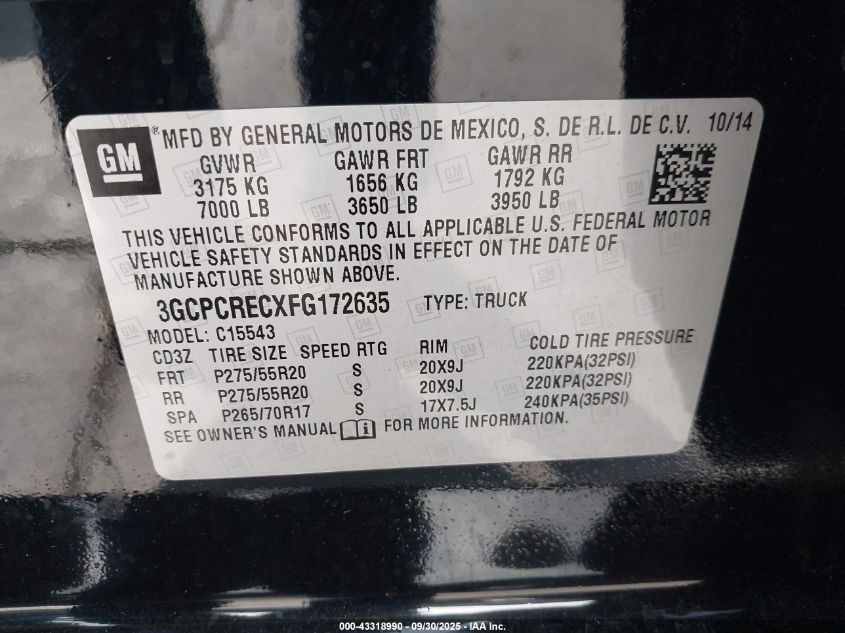 GM ® MFD BY GENERAL MOTORS DE MEXICO, S. DE R.L. DE C.V. 10/14
GVWR GAWR FRT GAWR RR
3175 KG 1656 KG 1792 KG
7000 LB 3650 LB 3950 LB
THIS VEHICLE CONFORMS TO ALL APPLICABLE U.S. FEDERAL MOTOR
VEHICLE SAFETY STANDARDS IN EFFECT ON THE DATE OF
MANUFACTURE SHOWN ABOVE.
3GCPCRECXFG172635 TYPE: TRUCK
MODEL: C15543
CD3Z TIRE SIZE SPEED RTG RIM COLD TIRE PRESSURE
FRT P275/55R20 S 20X9J 220KPA(32PSI)
RR P275/55R20 S 20X9J 220KPA(32PSI)
SPA P265/70R17 S 17X7.5J 240KPA(35PSI)
SEE OWNER'S MANUAL i FOR MORE INFORMATION.
000-43318990 - 09/30/2025 - IAA Inc.